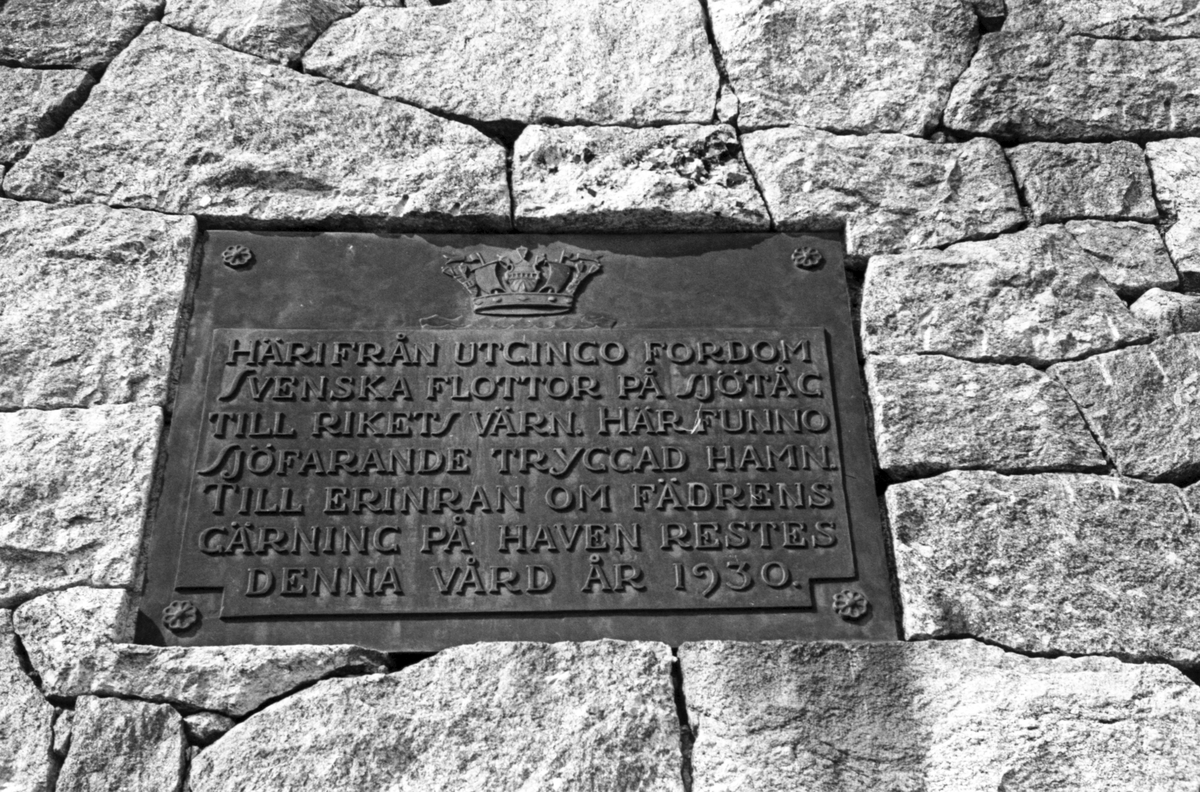 HÄRIFRÅN UTGINGO FORDOM
SVENSKA FLOTTOR PÅ SJÖTÅG
TILL RIKETS VÄRN. HÄR FUNNO
SJÖFARANDE TRYGGAD HAMN.
TILL ERINRAN OM FÄDRENS
GÄRNING PÅ HAVEN RESTES
DENNA VÅRD ÅR 1930.